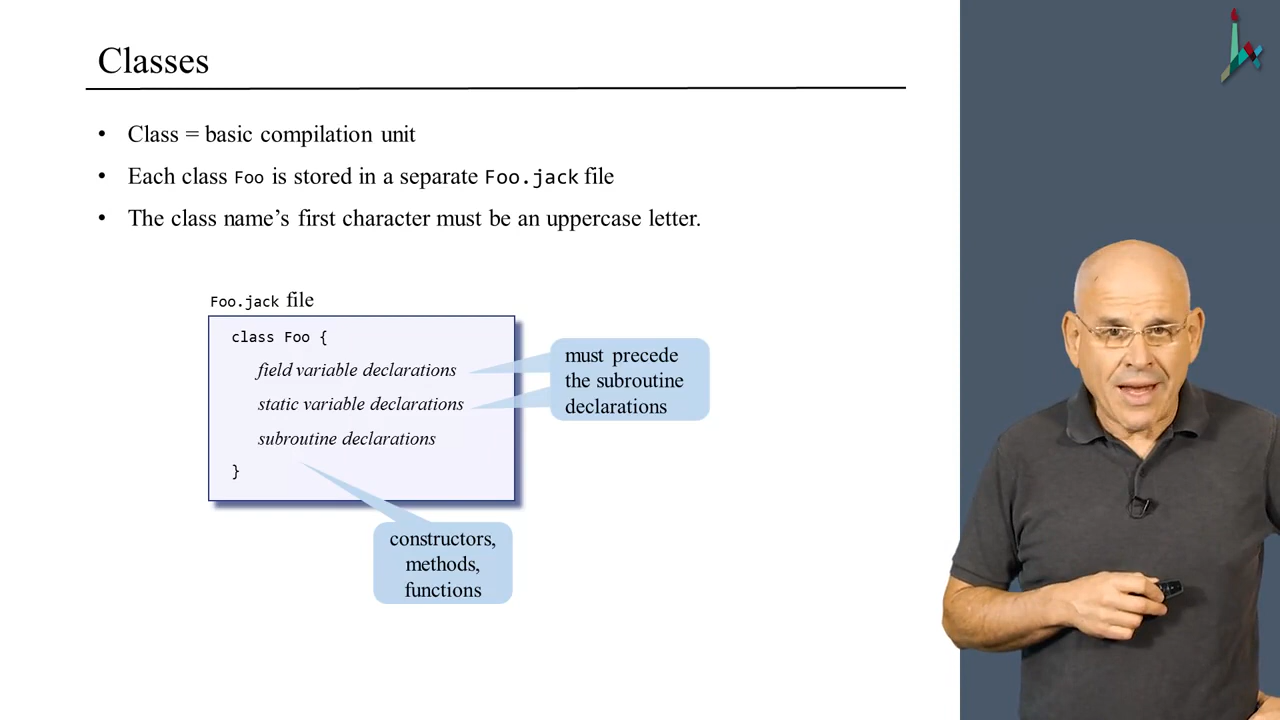 Classes
• Class = basic compilation unit
• Each class Foo is stored in a separate Foo.jack file
• The class name’s first character must be an uppercase letter.
Foo.jack file
class Foo {
field variable declarations
static variable declarations
subroutine declarations
}
must precede
the subroutine
declarations
constructors,
methods,
functions